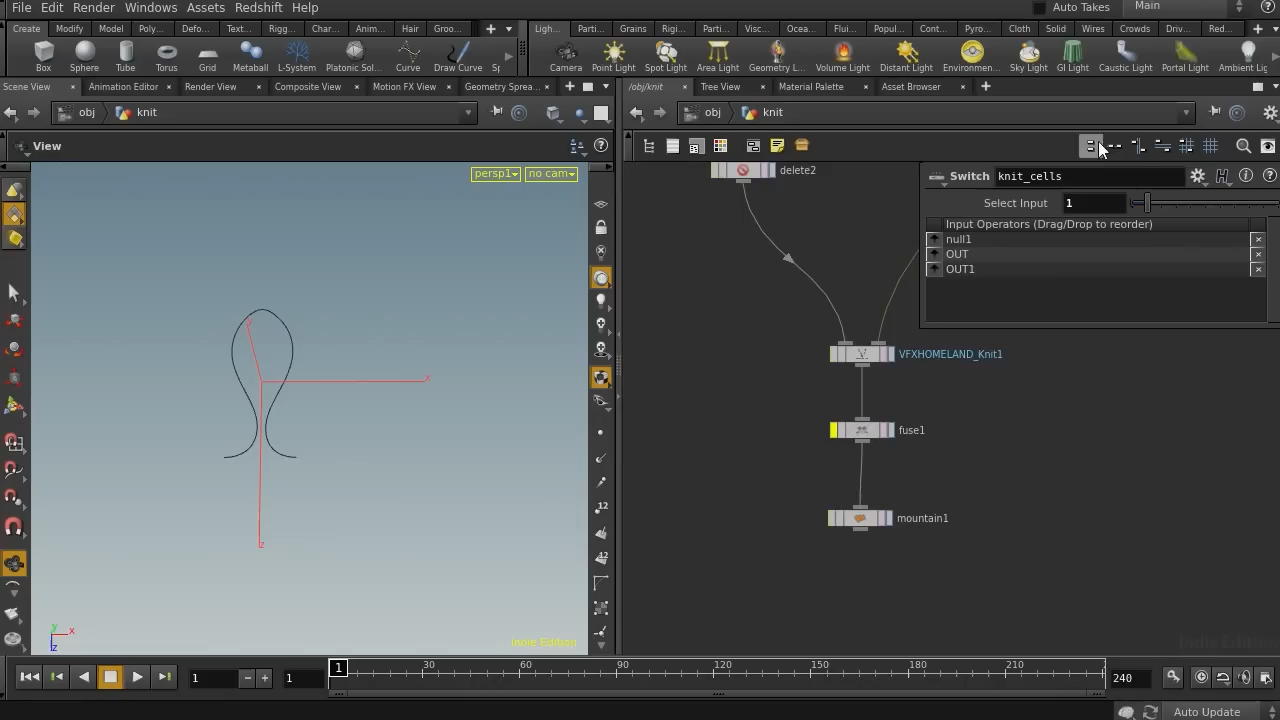 File Edit Render Windows Assets Redshift Help Auto Takes Main
Create Modify Model Poly... Defo... Text... Rigg... Char... Anim... Hair Groo... Ligh... Parti... Grains Rigi... Parti... Visc... Ocea... Flui... Popul... Cont... Pyro... Cloth Solid Wires Crowds Driv... Red...
Box Sphere Tube Torus Grid Metaball L-System Platonic Sol... Curve Draw Curve Camera Point Light Spot Light Area Light Geometry L... Volume Light Distant Light Environmen... Sky Light GI Light Caustic Light Portal Light Ambient Lig
Scene View Animation Editor Render View Composite View Motion FX View Geometry Sprea... /obj/knit Tree View Material Palette Asset Browser
obj knit obj knit
View
persp1 no cam
delete2
Switch knit_cells
Select Input 1
Input Operators (Drag/Drop to reorder)
null1
OUT
OUT1
VFXHOMELAND_Knit1
fuse1
mountain1
x
z
12
12
y
x
z
Indie Edition
Indie Edition
1 1 1 30 60 90 120 150 180 210 240
Auto Update